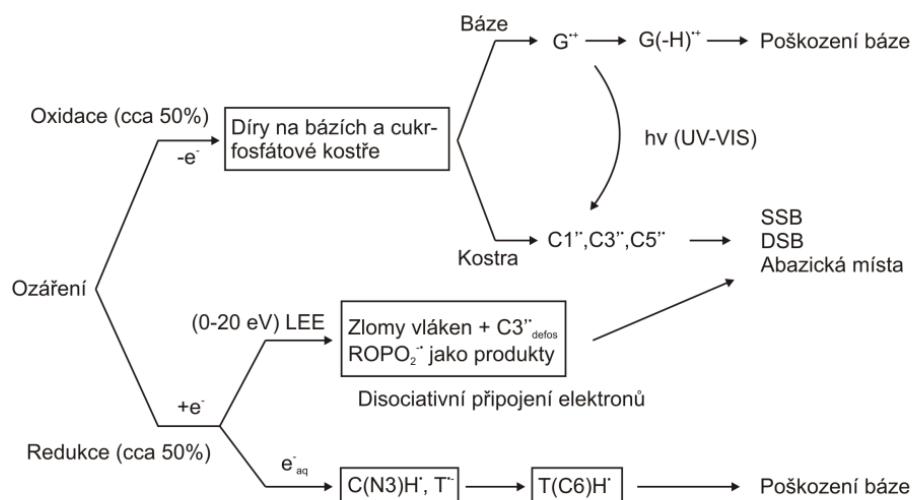 Báze
G•+
G(-H)•+
Poškození báze
Oxidace (cca 50%)
-e-
Díry na bázích a cukr-
fosfátové kostře
hv (UV-VIS)
Kostra
C1'•,C3'•,C5'•
SSB
DSB
Abazická místa
Ozáření
(0-20 eV) LEE
Zlomy vláken + C3'•defos
ROPO2•- jako produkty
Disociativní připojení elektronů
+e-
Redukce (cca 50%)
e-aq
C(N3)H•, T•-
T(C6)H•
Poškození báze